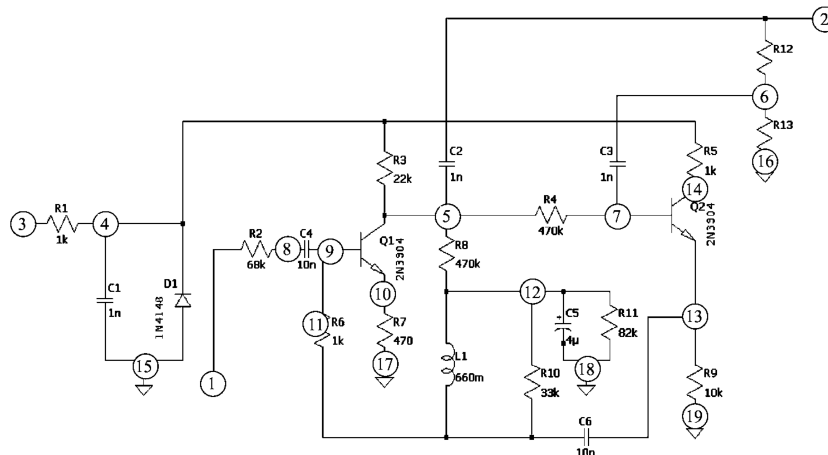 2
R12
6
R13
16
R3
22k
C2
1n
C3
1n
R5
1k
14
Q2
2N3904
3
R1
1k
4
R2
68k
8
C4
10n
9
Q1
2N3904
5
R4
470k
7
R8
470k
C1
1n
D1
1N4148
10
11
R6
1k
R7
470
12
C5
+
4µ
R11
82k
13
15
1
17
L1
660m
R10
33k
18
R9
10k
19
C6
10n